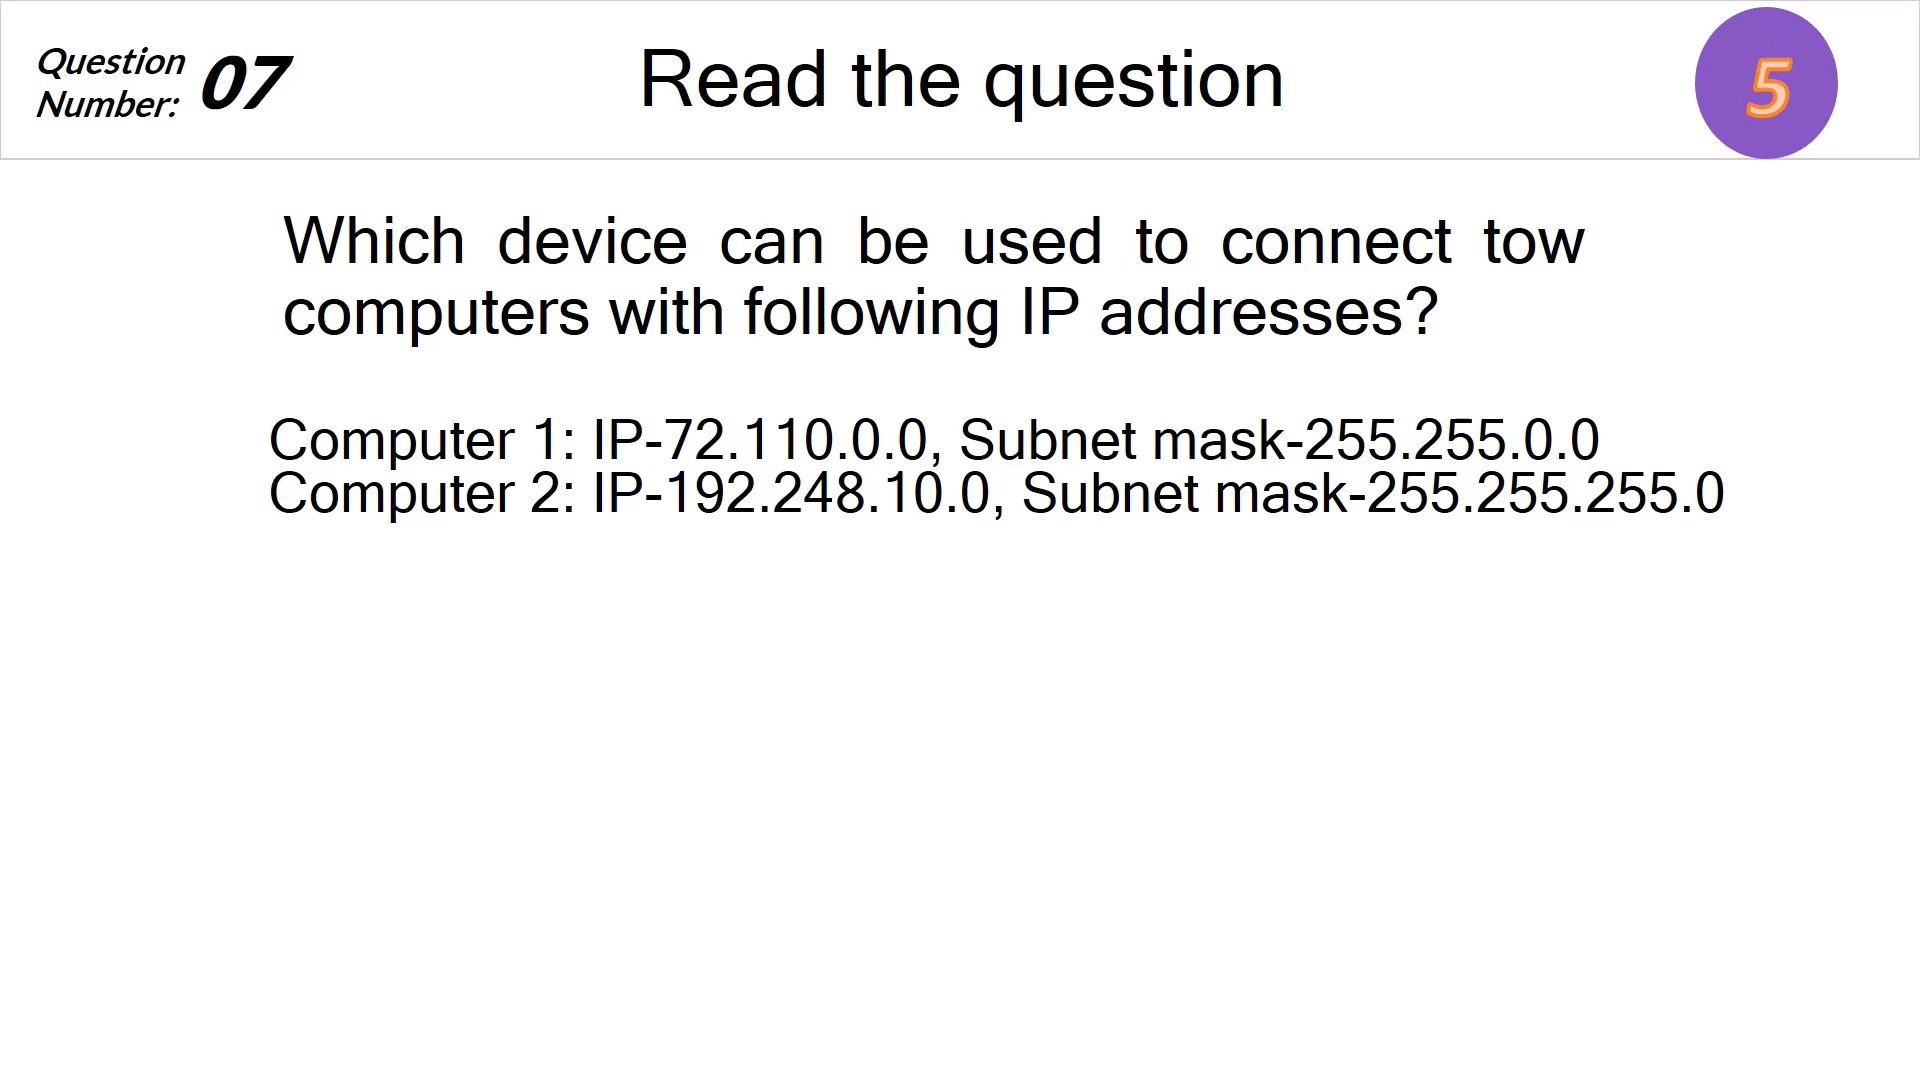 Question
Number: 07
Read the question
5
Which device can be used to connect tow
computers with following IP addresses?
Computer 1: IP-72.110.0.0, Subnet mask-255.255.0.0
Computer 2: IP-192.248.10.0, Subnet mask-255.255.255.0